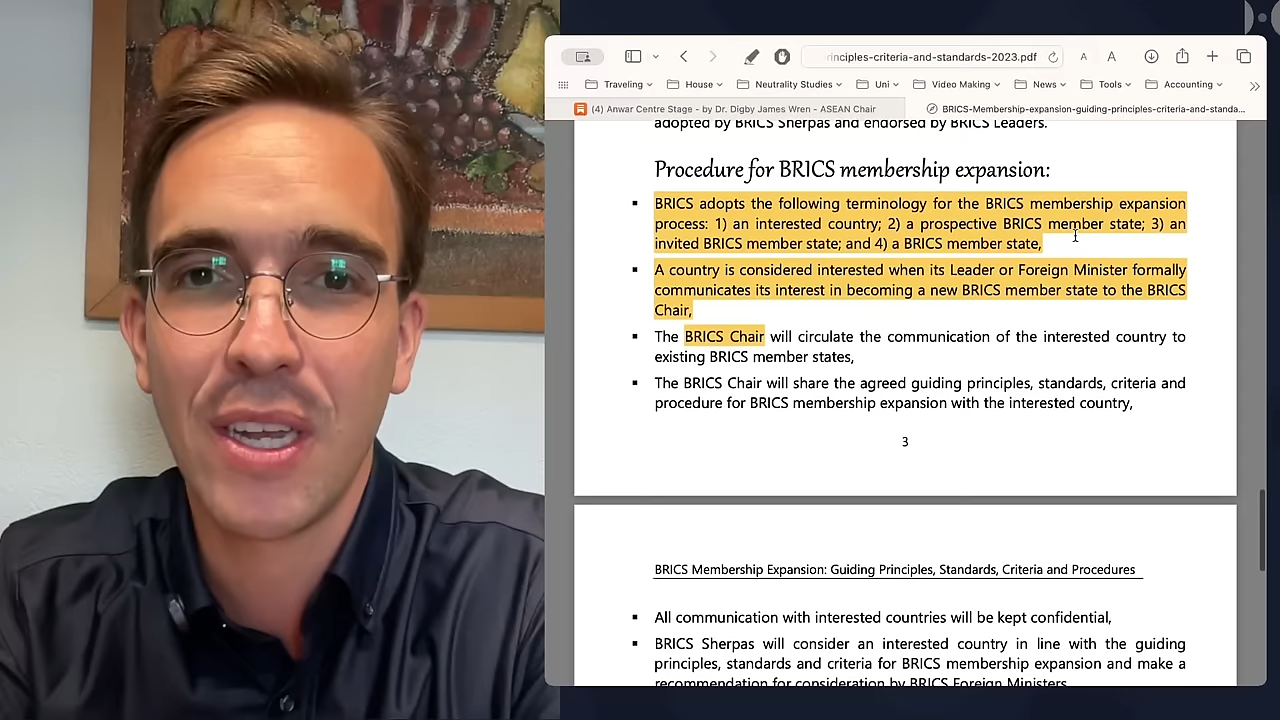 inciples-criteria-and-standards-2023.pdf
A A
Traveling House Neutrality Studies Uni Video Making News Tools Accounting
(4) Anwar Centre Stage - by Dr. Digby James Wren - ASEAN Chair
BRICS-Membership-expansion-guiding-principles-criteria-and-standa...
adopted by BRICS Sherpas and endorsed by BRICS Leaders.
Procedure for BRICS membership expansion:
▪ BRICS adopts the following terminology for the BRICS membership expansion
process: 1) an interested country; 2) a prospective BRICS member state; 3) an
invited BRICS member state; and 4) a BRICS member state,
▪ A country is considered interested when its Leader or Foreign Minister formally
communicates its interest in becoming a new BRICS member state to the BRICS
Chair,
▪ The BRICS Chair will circulate the communication of the interested country to
existing BRICS member states,
▪ The BRICS Chair will share the agreed guiding principles, standards, criteria and
procedure for BRICS membership expansion with the interested country,
3
BRICS Membership Expansion: Guiding Principles, Standards, Criteria and Procedures
▪ All communication with interested countries will be kept confidential,
▪ BRICS Sherpas will consider an interested country in line with the guiding
principles, standards and criteria for BRICS membership expansion and make a
recommendation for consideration by BRICS Foreign Ministers